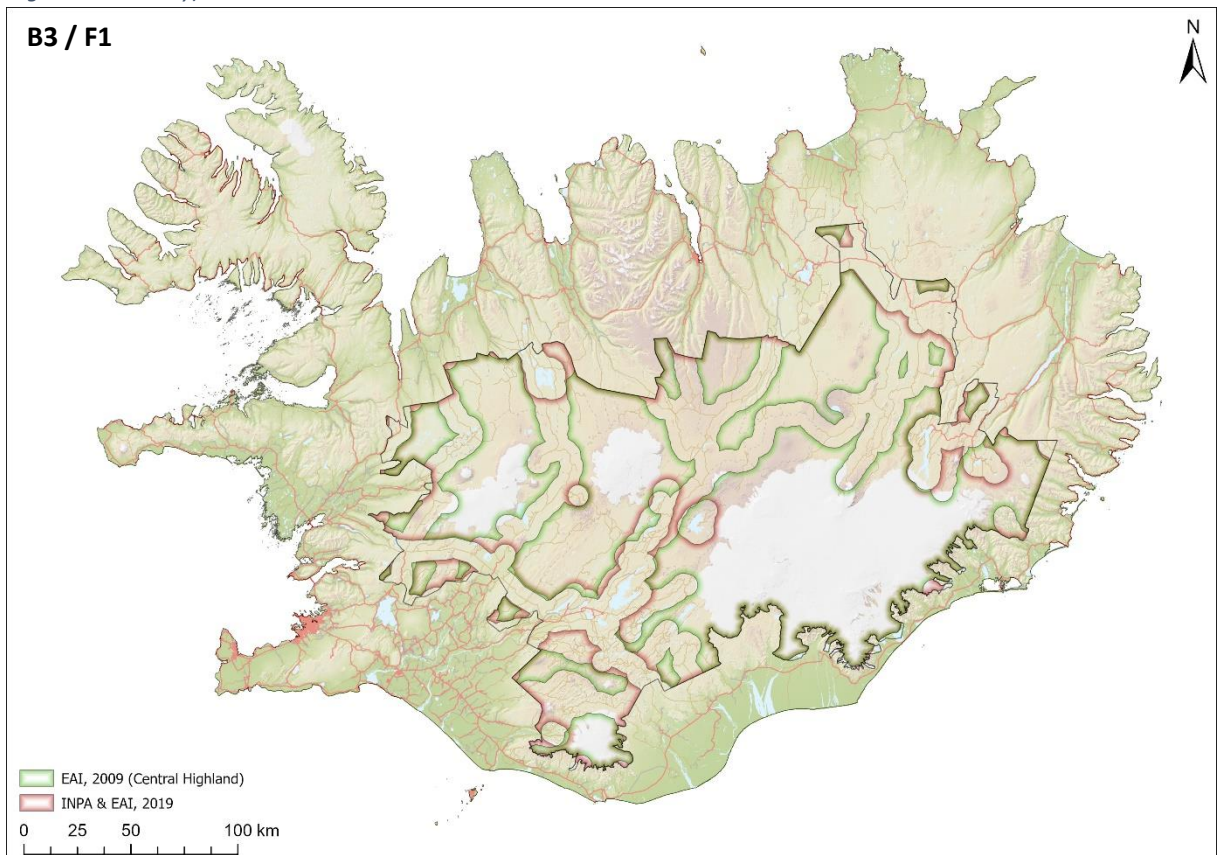 B3 / F1
N
EAI, 2009 (Central Highland)
INPA & EAI, 2019
0 25 50 100 km